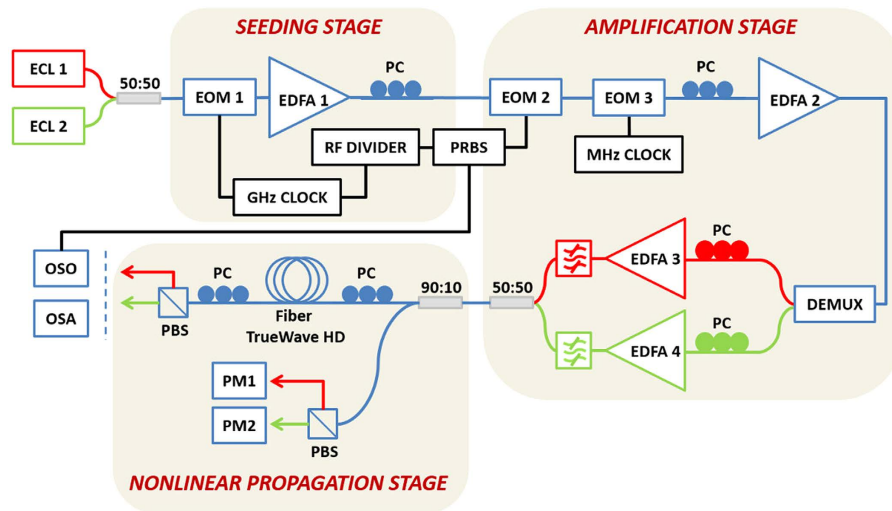 SEEDING STAGE
AMPLIFICATION STAGE
ECL 1
50:50
ECL 2
EOM 1
EDFA 1
PC
EOM 2
EOM 3
PC
EDFA 2
RF DIVIDER
PRBS
MHz CLOCK
GHz CLOCK
OSO
OSA
PBS
PC
Fiber
TrueWave HD
PC
90:10
50:50
EDFA 3
PC
EDFA 4
PC
DEMUX
PM1
PM2
PBS
NONLINEAR PROPAGATION STAGE